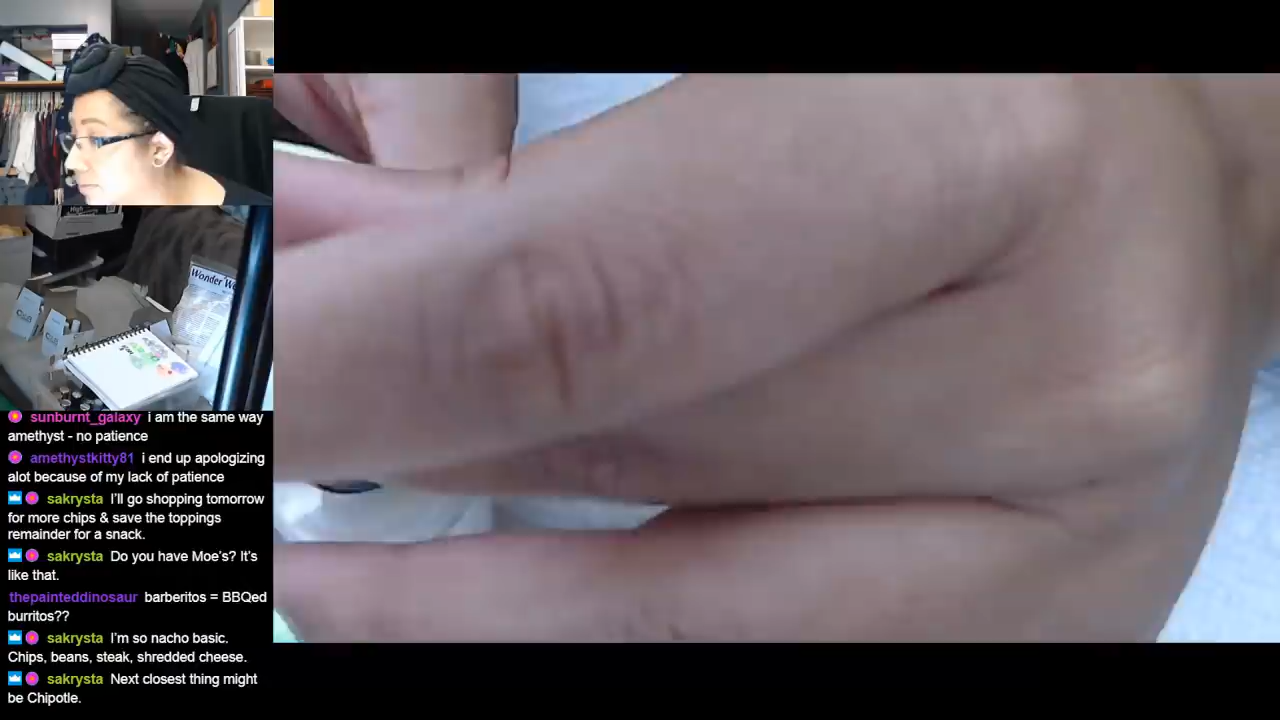 Wonder We
sunburnt_galaxy i am the same way
amethyst - no patience
amethystkitty81 i end up apologizing
alot because of my lack of patience
sakrysta I'll go shopping tomorrow
for more chips & save the toppings
remainder for a snack.
sakrysta Do you have Moe's? It's
like that.
thepainteddinosaur barberitos = BBQed
burritos??
sakrysta I'm so nacho basic.
Chips, beans, steak, shredded cheese.
sakrysta Next closest thing might
be Chipotle.